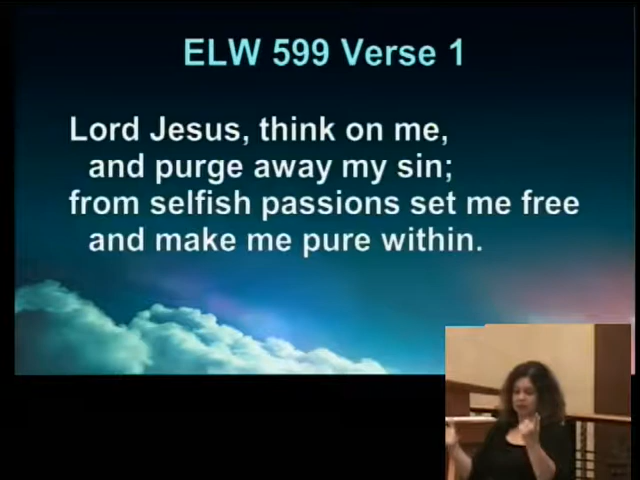 ELW 599 Verse 1
Lord Jesus, think on me,
and purge away my sin;
from selfish passions set me free
and make me pure within.